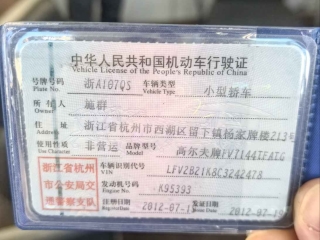 中华人民共和国机动车行驶证
Vehicle License of the People's Republic of China
号牌号码 浙A107QS 车辆类型 小型轿车
Plate No. Vehicle Type
所有人 施群
Owner
住址 浙江省杭州市西湖区留下镇杨家牌楼213号
Address
使用性质 非营运 品牌型号 高尔夫牌FV7144TFATG
Model
浙江省杭州
市公安局交
通警察支队
车辆识别代号 LFV2B21K8C3242478
VIN
发动机号码 K95393
Engine No.
注册日期 2012-07-1 发证日期 2012-07-19
Register Date Issue Date